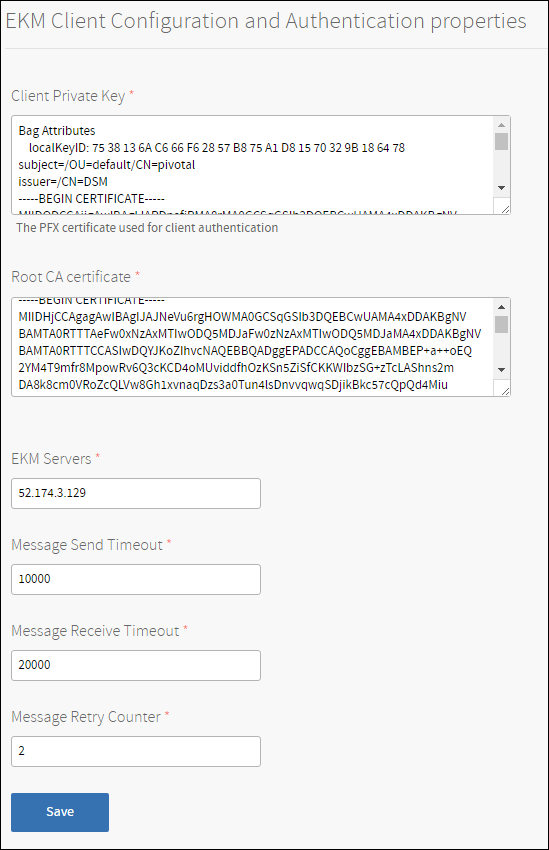 EKM Client Configuration and Authentication properties
Client Private Key *
Bag Attributes
localKeyID: 75 38 13 6A C6 66 F6 28 57 B8 75 A1 D8 15 70 32 9B 18 64 78
subject=/OU=default/CN=pivotal
issuer=/CN=DSM
-----BEGIN CERTIFICATE-----
The PFX certificate used for client authentication
Root CA certificate *
-----BEGIN CERTIFICATE-----
MIIDHjCCAgagAwIBAgIJAJNeVu6rgHOWMA0GCSqGSIb3DQEBCwUAMA4xDDAKBgNV
BAMTA0RTTTAeFw0xNzAxMTIwODQ5MDJaFw0zNzAxMTIwODQ5MDJaMA4xDDAKBgNV
BAMTA0RTTTCCASIwDQYJKoZIhvcNAQEBBQADggEPADCCAQoCggEBAMBEP+a++oEQ
2YM4T9mfr8MpowRv6Q3cKCD4oMUviddfhOzKSn5ZiSfCKKWIbzSG+zTcLAShns2m
DA8k8cm0VRoZcQLVw8Gh1xvnaqDzs3a0Tun4lsDnvvqwqSDjikBkc57cQpQd4Miu
EKM Servers *
52.174.3.129
Message Send Timeout *
10000
Message Receive Timeout *
20000
Message Retry Counter *
2
Save